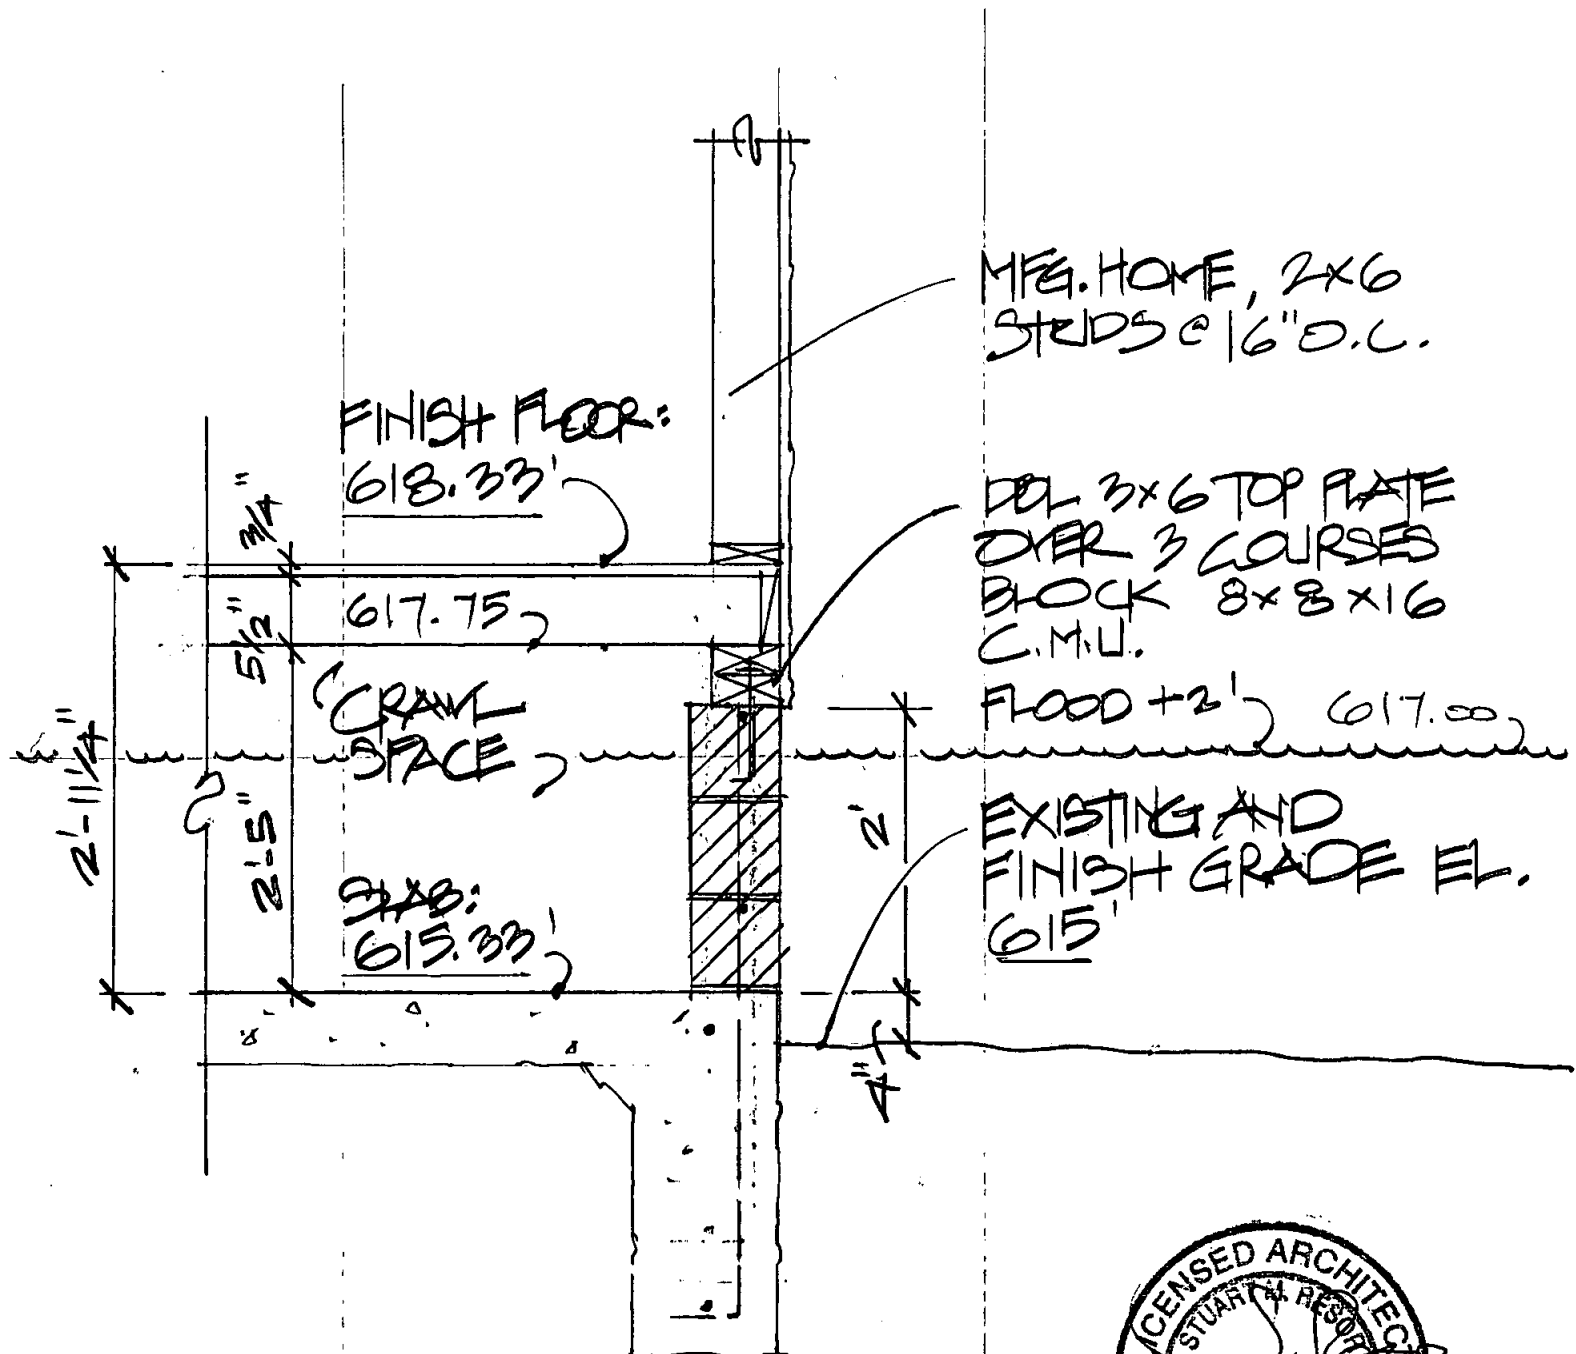 MFG. HOME, 2x6
STUDS @ 16" O.C.
FINISH FLOOR:
618.33'
DBL 3x6 TOP PLATE
OVER 3 COURSES
BLOCK 8x8x16
C.M.U.
3/4"
617.75
5 1/2"
CRAWL
SPACE
FLOOD +2' 617.00
2'-11 1/4"
2'-5"
2'
EXISTING AND
FINISH GRADE EL.
615'
SLAB:
615.33'
4"
LICENSED ARCHITECT
STUART M. RESOR